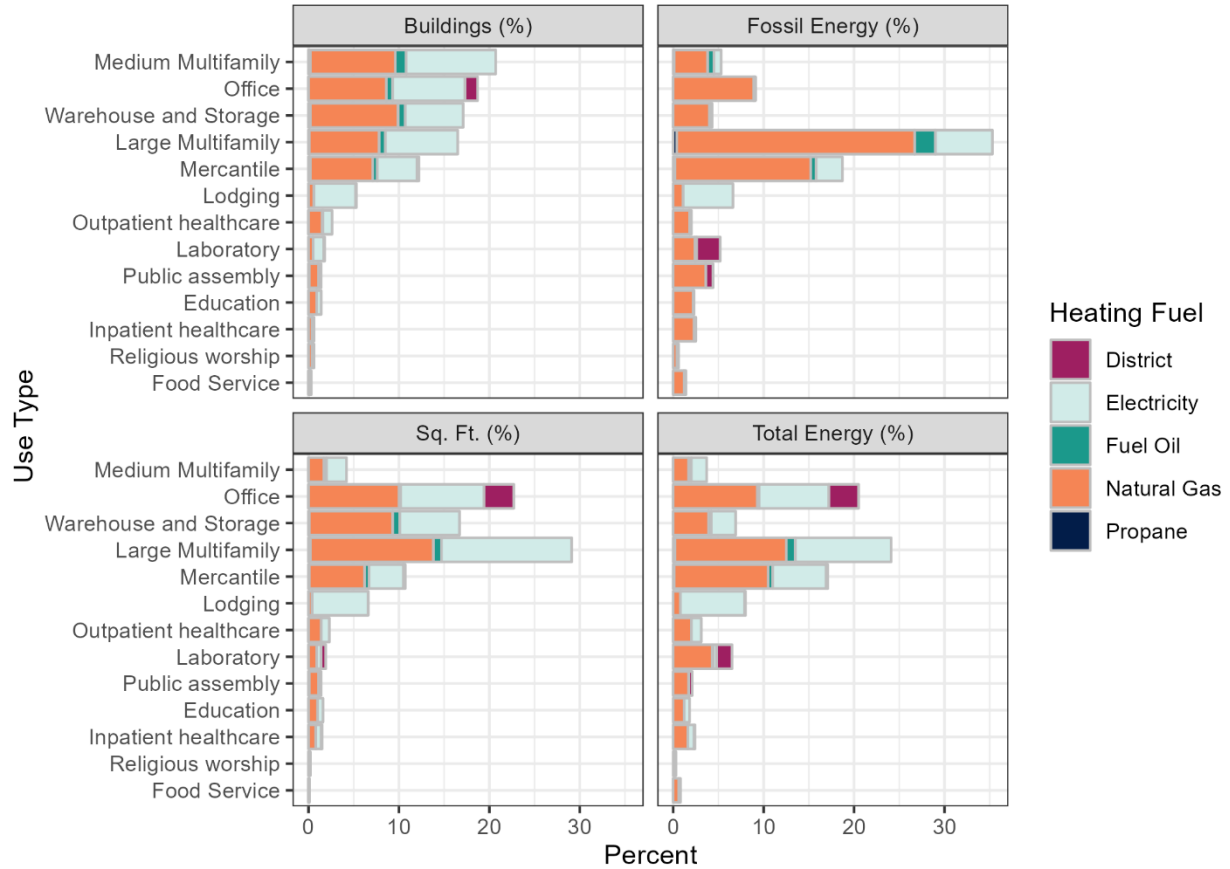 Buildings (%)
Fossil Energy (%)
Medium Multifamily
Office
Warehouse and Storage
Large Multifamily
Mercantile
Lodging
Outpatient healthcare
Laboratory
Public assembly
Education
Inpatient healthcare
Religious worship
Food Service
Sq. Ft. (%)
Total Energy (%)
Medium Multifamily
Office
Warehouse and Storage
Large Multifamily
Mercantile
Lodging
Outpatient healthcare
Laboratory
Public assembly
Education
Inpatient healthcare
Religious worship
Food Service
0 10 20 30
0 10 20 30
Percent
Use Type
Heating Fuel
District
Electricity
Fuel Oil
Natural Gas
Propane